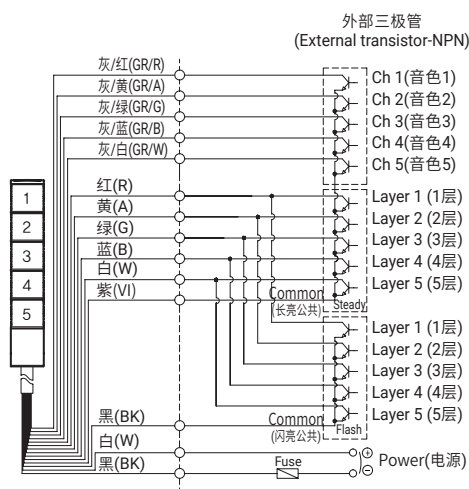 外部三极管
(External transistor-NPN)
灰/红(GR/R)
灰/黄(GR/A)
灰/绿(GR/G)
灰/蓝(GR/B)
灰/白(GR/W)
Ch 1(音色1)
Ch 2(音色2)
Ch 3(音色3)
Ch 4(音色4)
Ch 5(音色5)
1
2
3
4
5
红(R)
黄(A)
绿(G)
蓝(B)
白(W)
紫(VI)
Layer 1 (1层)
Layer 2 (2层)
Layer 3 (3层)
Layer 4 (4层)
Layer 5 (5层)
Common
(长亮公共)
Steady
Layer 1 (1层)
Layer 2 (2层)
Layer 3 (3层)
Layer 4 (4层)
Layer 5 (5层)
Common
(闪亮公共)
Flash
黑(BK)
白(W)
黑(BK)
Fuse
Power(电源)